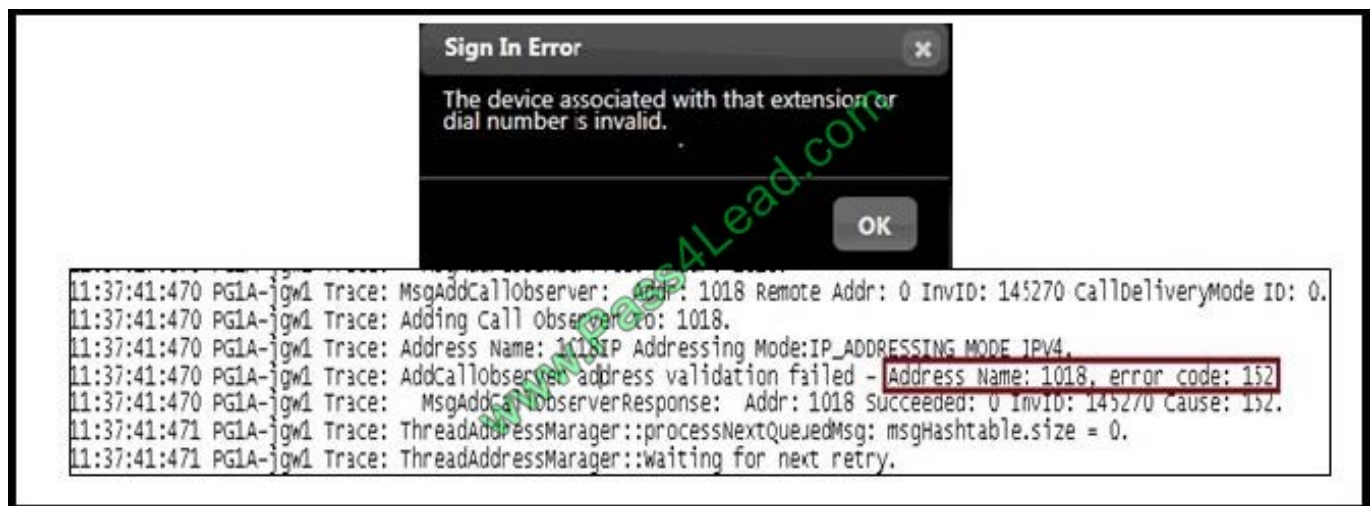 Sign In Error
The device associated with that extension or
dial number is invalid.
OK
11:37:41:470 PG1A-jgw1 Trace: MsgAddCallObserver: Addr: 1018 Remote Addr: 0 InvID: 145270 CallDeliveryMode ID: 0.
11:37:41:470 PG1A-jgw1 Trace: Adding Call Observer to: 1018.
11:37:41:470 PG1A-jgw1 Trace: Address Name: 1018IP Addressing Mode:IP_ADDRESSING_MODE_IPV4.
11:37:41:470 PG1A-jgw1 Trace: AddCallObserver address validation failed - Address Name: 1018, error code: 152
11:37:41:470 PG1A-jgw1 Trace: MsgAddCallObserverResponse: Addr: 1018 Succeeded: 0 InvID: 145270 Cause: 152.
11:37:41:471 PG1A-jgw1 Trace: ThreadAddressManager::processNextQueuedMsg: msgHashtable.size = 0.
11:37:41:471 PG1A-jgw1 Trace: ThreadAddressManager::Waiting for next retry.
www.Pass4Lead.com